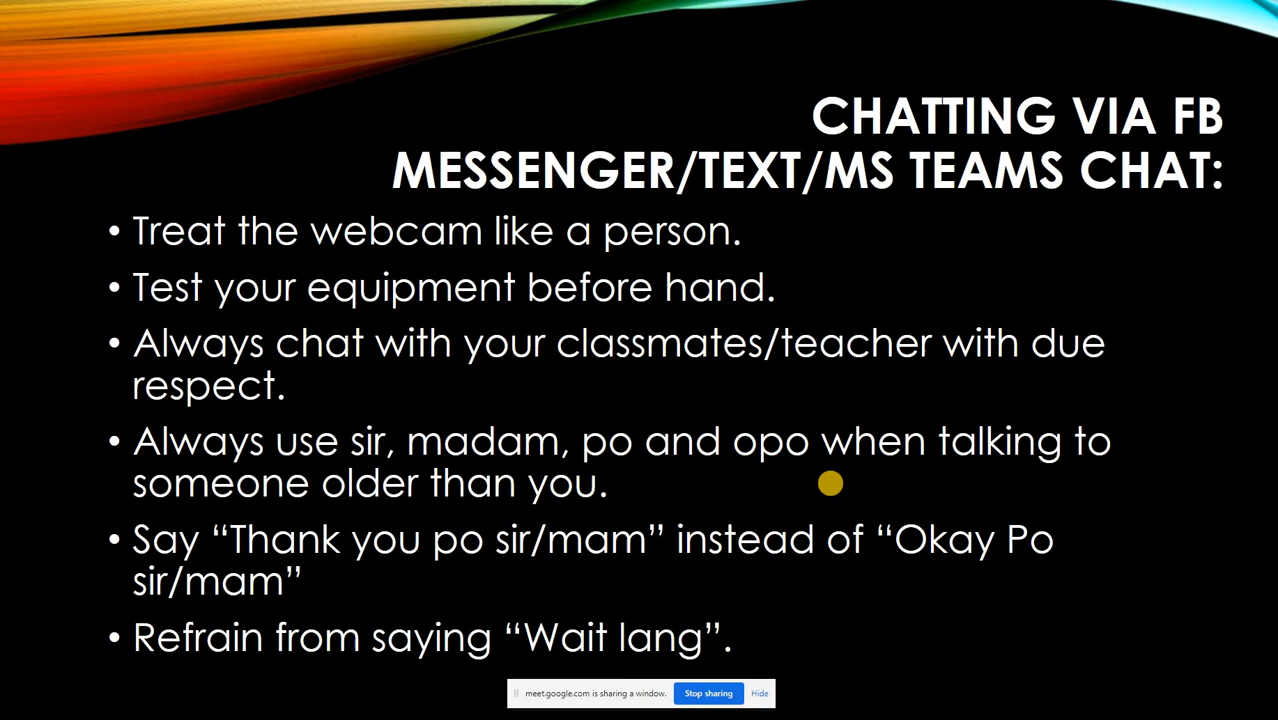 CHATTING VIA FB
MESSENGER/TEXT/MS TEAMS CHAT:
• Treat the webcam like a person.
• Test your equipment before hand.
• Always chat with your classmates/teacher with due
respect.
• Always use sir, madam, po and opo when talking to
someone older than you.
• Say “Thank you po sir/mam” instead of “Okay Po
sir/mam”
• Refrain from saying “Wait lang”.
meet.google.com is sharing a window. Stop sharing Hide